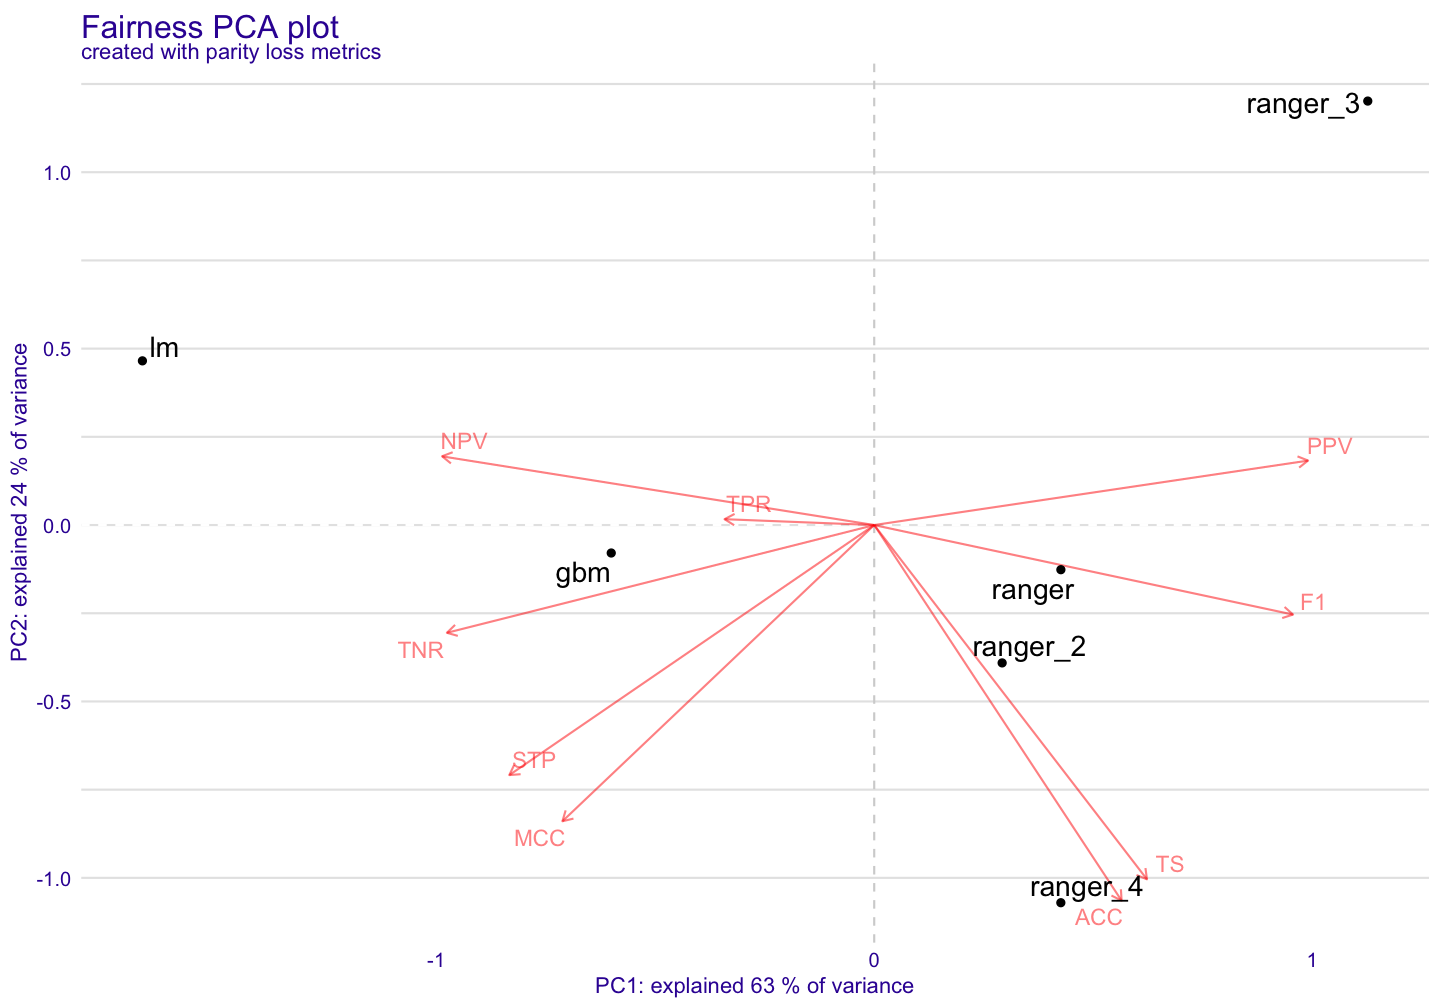 Fairness PCA plot
created with parity loss metrics
ranger_3
1.0
lm
0.5
NPV
PPV
TPR
0.0
gbm
ranger
F1
TNR
ranger_2
-0.5
STP
MCC
TS
-1.0
ranger_4
ACC
PC2: explained 24 % of variance
-1
0
1
PC1: explained 63 % of variance